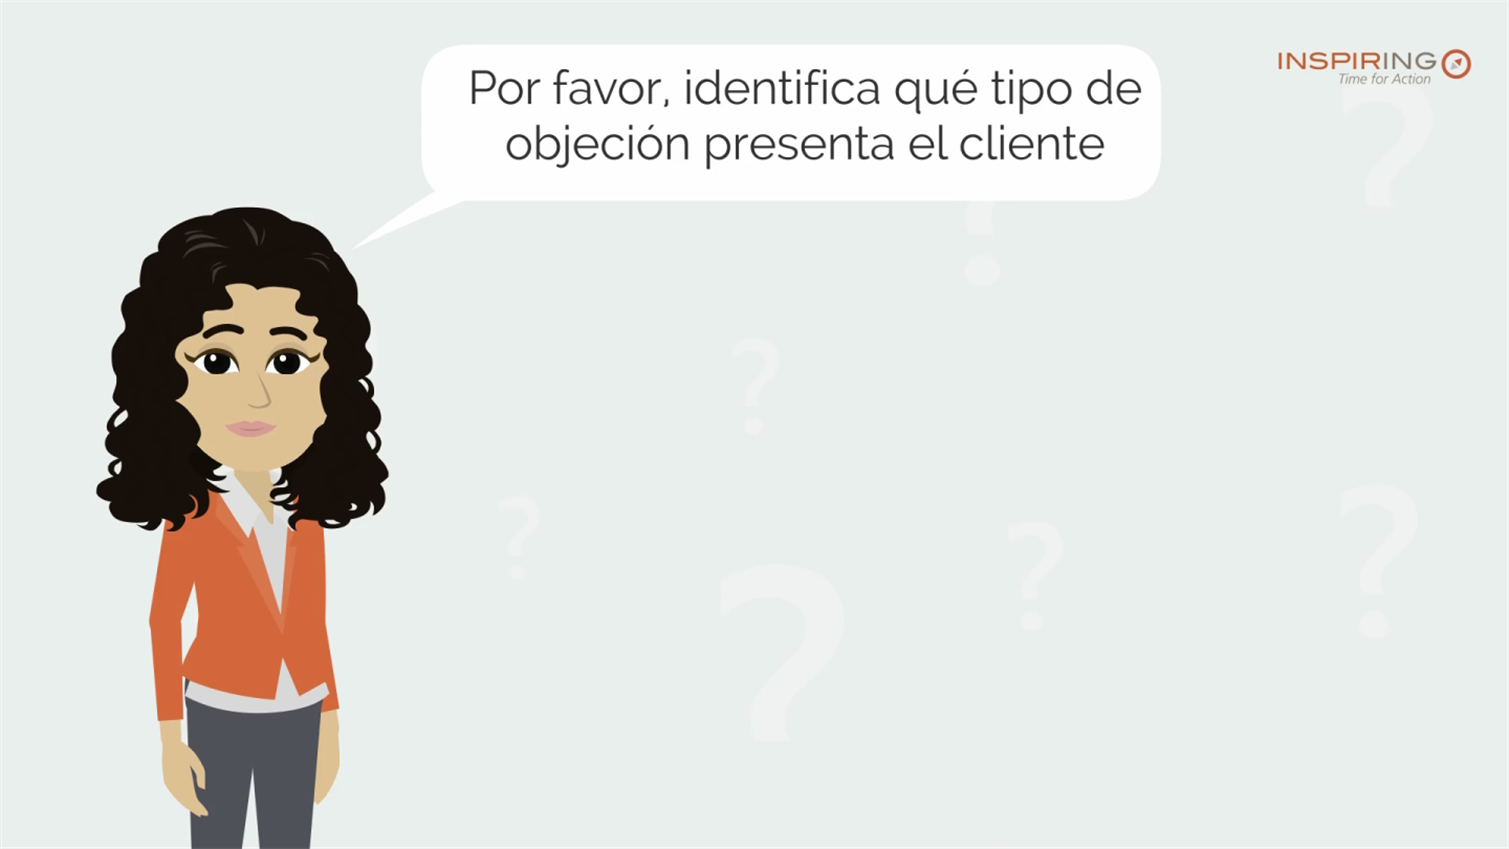 Por favor, identifica qué tipo de
objeción presenta el cliente
INSPIRING
Time for Action
? 
?
?
?
?
?
?